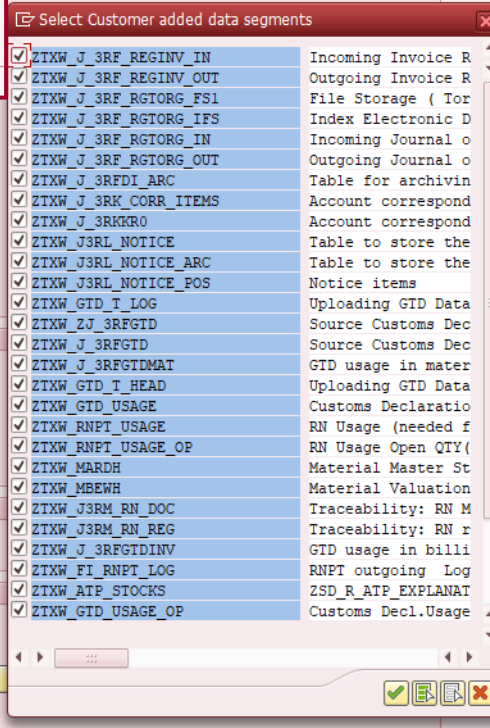 Select Customer added data segments
ZTXW_J_3RF_REGINV_IN Incoming Invoice R
ZTXW_J_3RF_REGINV_OUT Outgoing Invoice R
ZTXW_J_3RF_RGTORG_FS1 File Storage ( Tor
ZTXW_J_3RF_RGTORG_IFS Index Electronic D
ZTXW_J_3RF_RGTORG_IN Incoming Journal o
ZTXW_J_3RF_RGTORG_OUT Outgoing Journal o
ZTXW_J_3RFDI_ARC Table for archivin
ZTXW_J_3RK_CORR_ITEMS Account correspond
ZTXW_J_3RKKR0 Account correspond
ZTXW_J3RL_NOTICE Table to store the
ZTXW_J3RL_NOTICE_ARC Table to store the
ZTXW_J3RL_NOTICE_POS Notice items
ZTXW_GTD_T_LOG Uploading GTD Data
ZTXW_ZJ_3RFGTD Source Customs Dec
ZTXW_J_3RFGTD Source Customs Dec
ZTXW_J_3RFGTDMAT GTD usage in mater
ZTXW_GTD_T_HEAD Uploading GTD Data
ZTXW_GTD_USAGE Customs Declaratio
ZTXW_RNPT_USAGE RN Usage (needed f
ZTXW_RNPT_USAGE_OP RN Usage Open QTY(
ZTXW_MARDH Material Master St
ZTXW_MBEWH Material Valuation
ZTXW_J3RM_RN_DOC Traceability: RN M
ZTXW_J3RM_RN_REG Traceability: RN r
ZTXW_J_3RFGTDINV GTD usage in billi
ZTXW_FI_RNPT_LOG RNPT outgoing Log
ZTXW_ATP_STOCKS ZSD_R_ATP_EXPLANAT
ZTXW_GTD_USAGE_OP Customs Decl.Usage